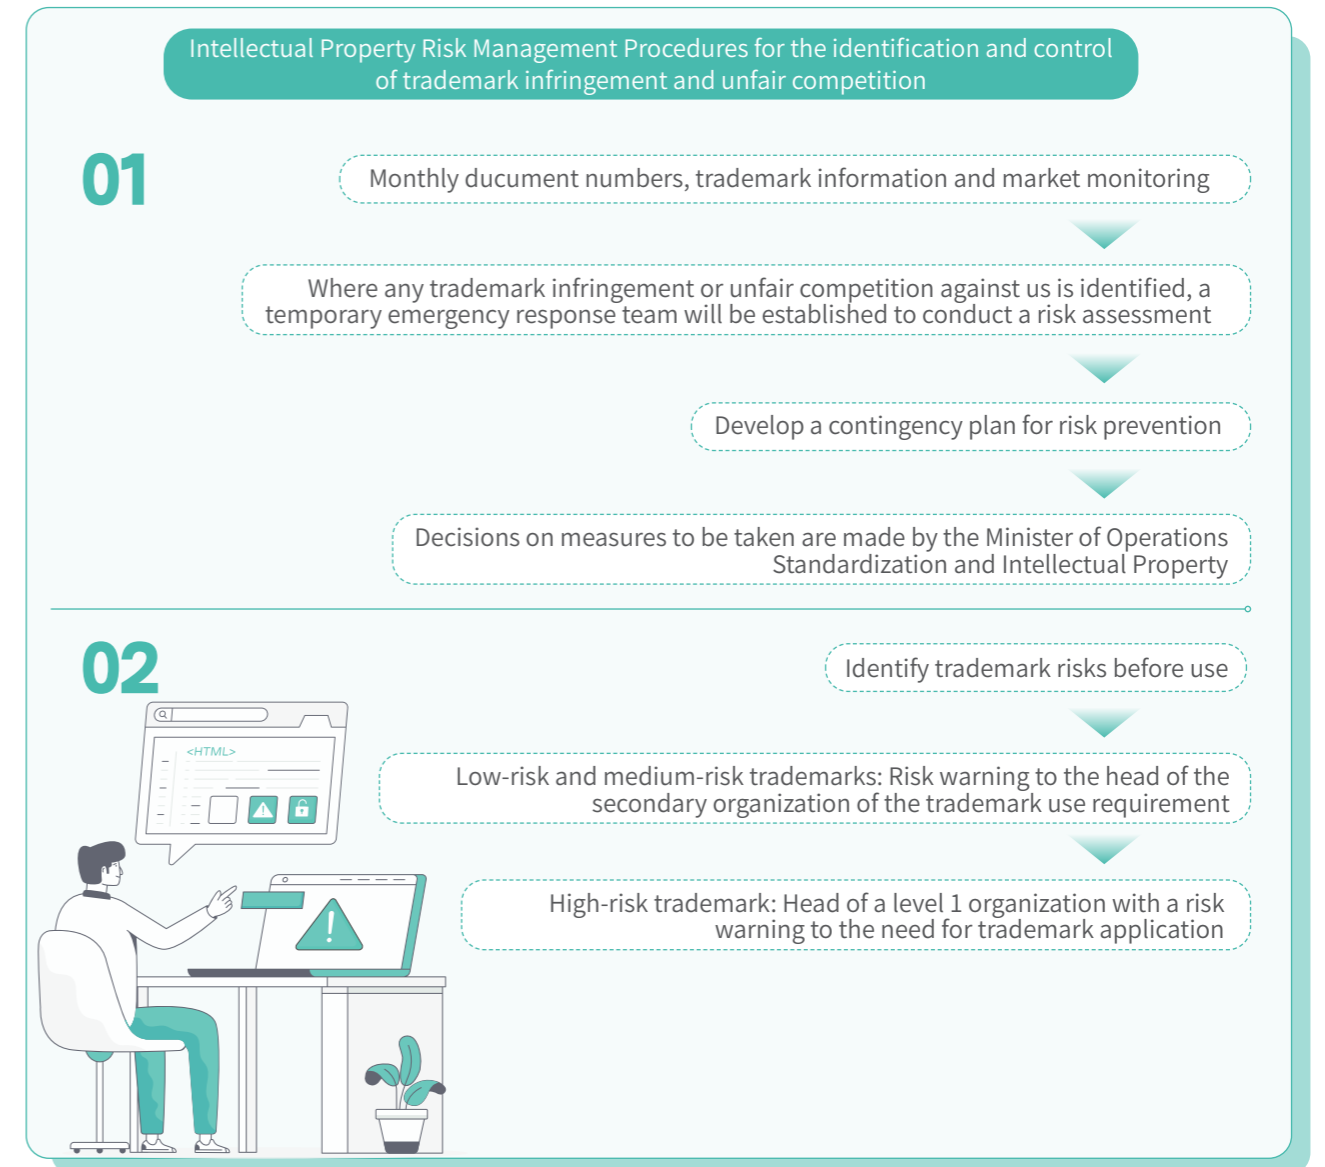 Intellectual Property Risk Management Procedures for the identification and control
of trademark infringement and unfair competition
01
Monthly ducument numbers, trademark information and market monitoring
Where any trademark infringement or unfair competition against us is identified, a
temporary emergency response team will be established to conduct a risk assessment
Develop a contingency plan for risk prevention
Decisions on measures to be taken are made by the Minister of Operations
Standardization and Intellectual Property
02
Identify trademark risks before use
<HTML>
Low-risk and medium-risk trademarks: Risk warning to the head of the
secondary organization of the trademark use requirement
High-risk trademark: Head of a level 1 organization with a risk
warning to the need for trademark application